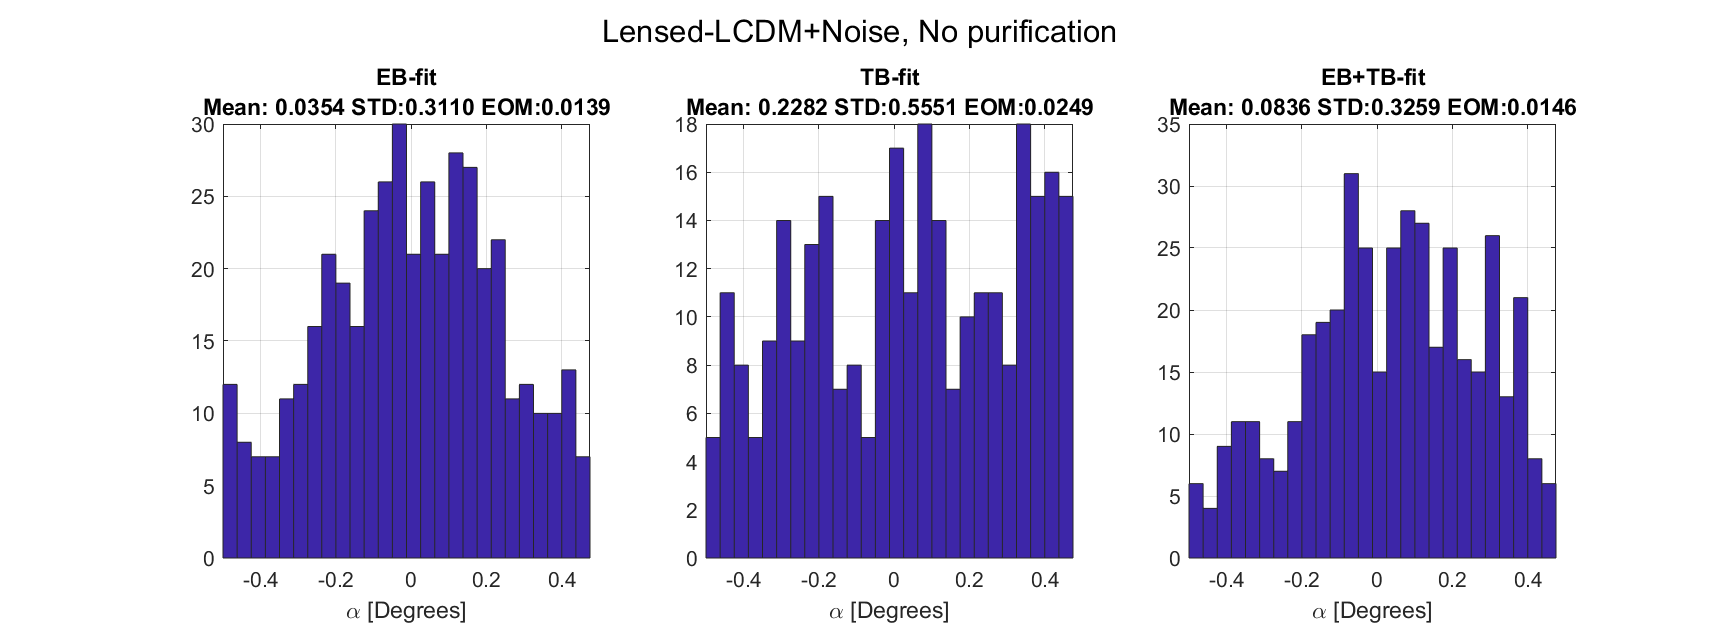 Lensed-LCDM+Noise, No purification
EB-fit
Mean: 0.0354 STD:0.3110 EOM:0.0139
30
25
20
15
10
5
0
-0.4 -0.2 0 0.2 0.4
α [Degrees]
TB-fit
Mean: 0.2282 STD:0.5551 EOM:0.0249
18
16
14
12
10
8
6
4
2
0
-0.4 -0.2 0 0.2 0.4
α [Degrees]
EB+TB-fit
Mean: 0.0836 STD:0.3259 EOM:0.0146
35
30
25
20
15
10
5
0
-0.4 -0.2 0 0.2 0.4
α [Degrees]